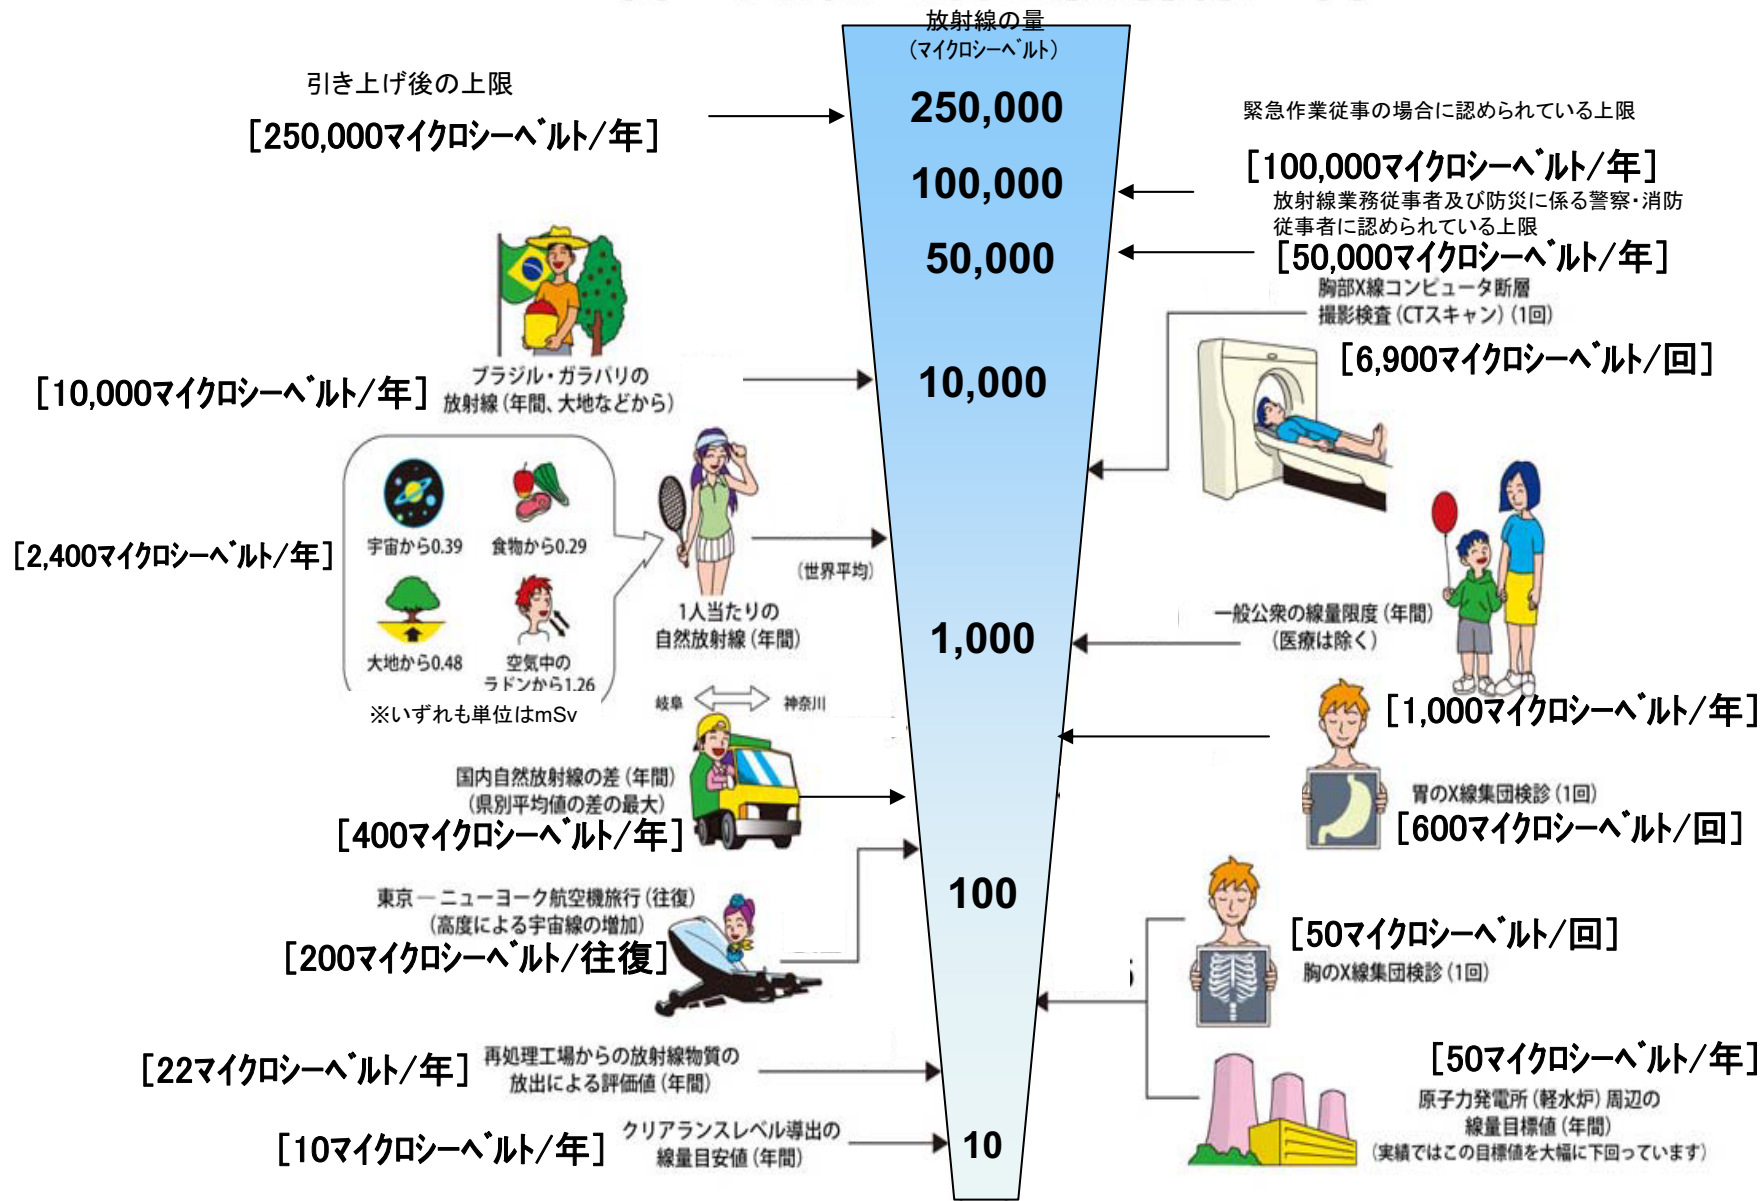 放射線の量
（マイクロシーベルト）
250,000
100,000
50,000
10,000
1,000
100
10
引き上げ後の上限
[250,000マイクロシーベルト/年]
ブラジル・ガラパリの
放射線（年間、大地などから）
[10,000マイクロシーベルト/年]
宇宙から0.39
食物から0.29
大地から0.48
空気中の
ラドンから1.26
※いずれも単位はmSv
[2,400マイクロシーベルト/年]
（世界平均）
1人当たりの
自然放射線（年間）
岐阜
神奈川
国内自然放射線の差（年間）
（県別平均値の差の最大）
[400マイクロシーベルト/年]
東京―ニューヨーク航空機旅行（往復）
（高度による宇宙線の増加）
[200マイクロシーベルト/往復]
[22マイクロシーベルト/年]
再処理工場からの放射線物質の
放出による評価値（年間）
[10マイクロシーベルト/年]
クリアランスレベル導出の
線量目安値（年間）
緊急作業従事の場合に認められている上限
[100,000マイクロシーベルト/年]
放射線業務従事者及び防災に係る警察・消防
従事者に認められている上限
[50,000マイクロシーベルト/年]
胸部X線コンピュータ断層
撮影検査（CTスキャン）（1回）
[6,900マイクロシーベルト/回]
一般公衆の線量限度（年間）
（医療は除く）
[1,000マイクロシーベルト/年]
胃のX線集団検診（1回）
[600マイクロシーベルト/回]
[50マイクロシーベルト/回]
胸のX線集団検診（1回）
[50マイクロシーベルト/年]
原子力発電所（軽水炉）周辺の
線量目標値（年間）
（実績ではこの目標値を大幅に下回っています）